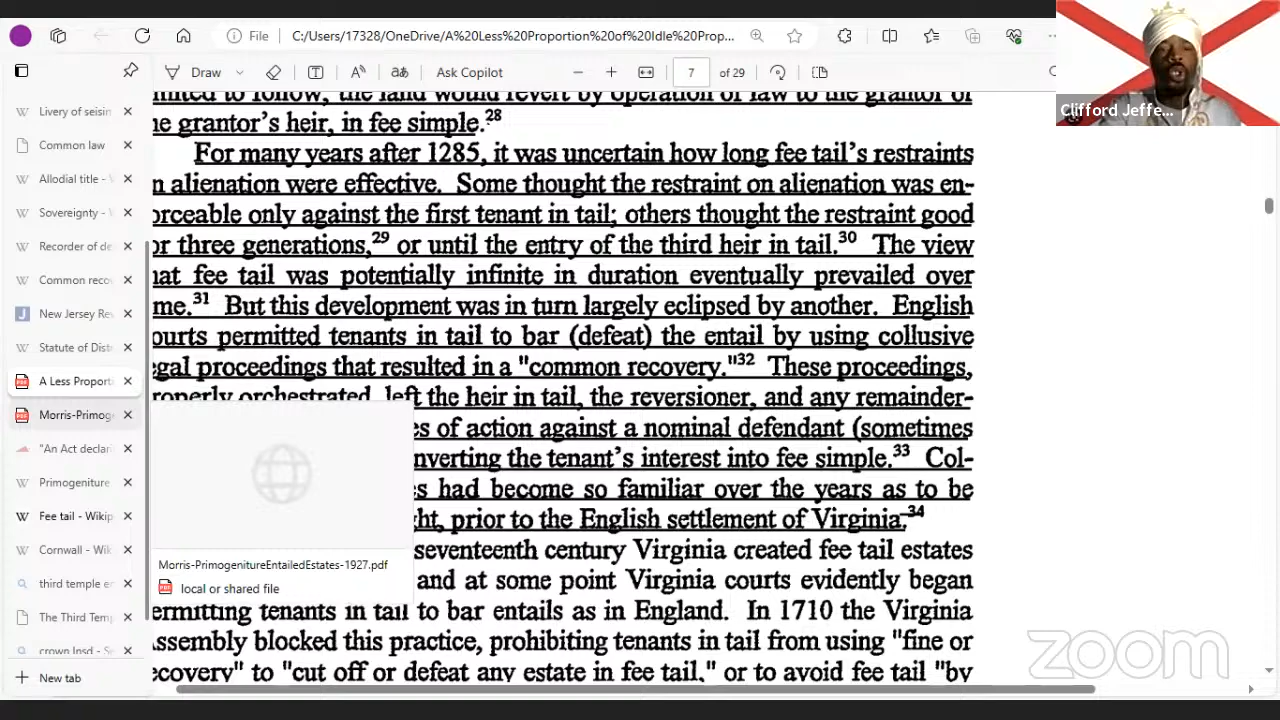 File
C:/Users/17328/OneDrive/A%20Less%20Proportion%20of%20Idle%20Prop...
Draw
Ask Copilot
7
of 29
Clifford Jeffe...
Livery of seisin
Common law
Allodial title -
Sovereignty -
Recorder of de
Common reco
New Jersey Re
Statute of Dist
A Less Proporti
Morris-Primoge
"An Act declari
Primogeniture
Fee tail - Wikip
Cornwall - Wik
third temple en
The Third Tem
crown lnsd - Se
New tab
mitted to follow, the land would revert by operation of law to the grantor or
he grantor's heir, in fee simple.28
For many years after 1285, it was uncertain how long fee tail's restraints
n alienation were effective. Some thought the restraint on alienation was en-
orceable only against the first tenant in tail; others thought the restraint good
or three generations,29 or until the entry of the third heir in tail.30 The view
hat fee tail was potentially infinite in duration eventually prevailed over
me.31 But this development was in turn largely eclipsed by another. English
ourts permitted tenants in tail to bar (defeat) the entail by using collusive
egal proceedings that resulted in a "common recovery."32 These proceedings,
roperly orchestrated, left the heir in tail, the reversioner, and any remainder-
es of action against a nominal defendant (sometimes
nverting the tenant's interest into fee simple.33 Col-
s had become so familiar over the years as to be
ht, prior to the English settlement of Virginia.34
seventeenth century Virginia created fee tail estates
and at some point Virginia courts evidently began
ermitting tenants in tail to bar entails as in England. In 1710 the Virginia
Assembly blocked this practice, prohibiting tenants in tail from using "fine or
ecovery" to "cut off or defeat any estate in fee tail," or to avoid fee tail "by
Morris-PrimogenitureEntailedEstates-1927.pdf
local or shared file
zoom